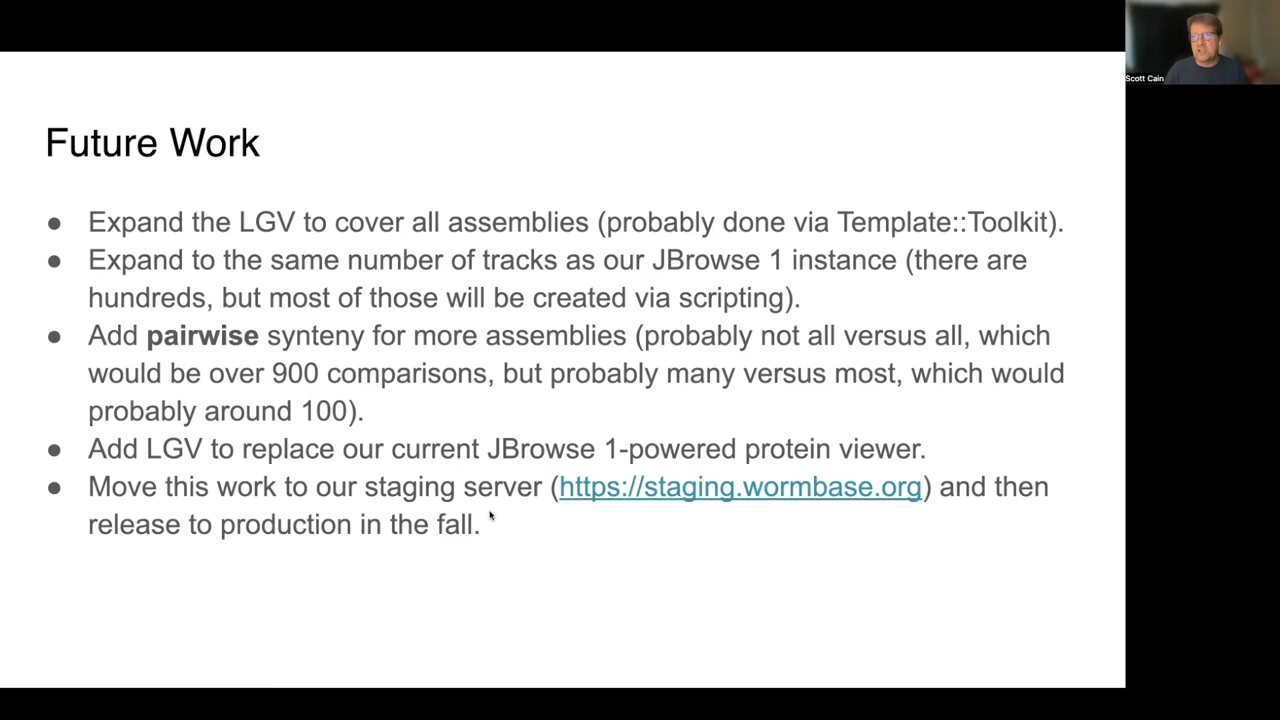 Scott Cain
Future Work
● Expand the LGV to cover all assemblies (probably done via Template::Toolkit).
● Expand to the same number of tracks as our JBrowse 1 instance (there are
hundreds, but most of those will be created via scripting).
● Add pairwise synteny for more assemblies (probably not all versus all, which
would be over 900 comparisons, but probably many versus most, which would
probably around 100).
● Add LGV to replace our current JBrowse 1-powered protein viewer.
● Move this work to our staging server (https://staging.wormbase.org) and then
release to production in the fall.